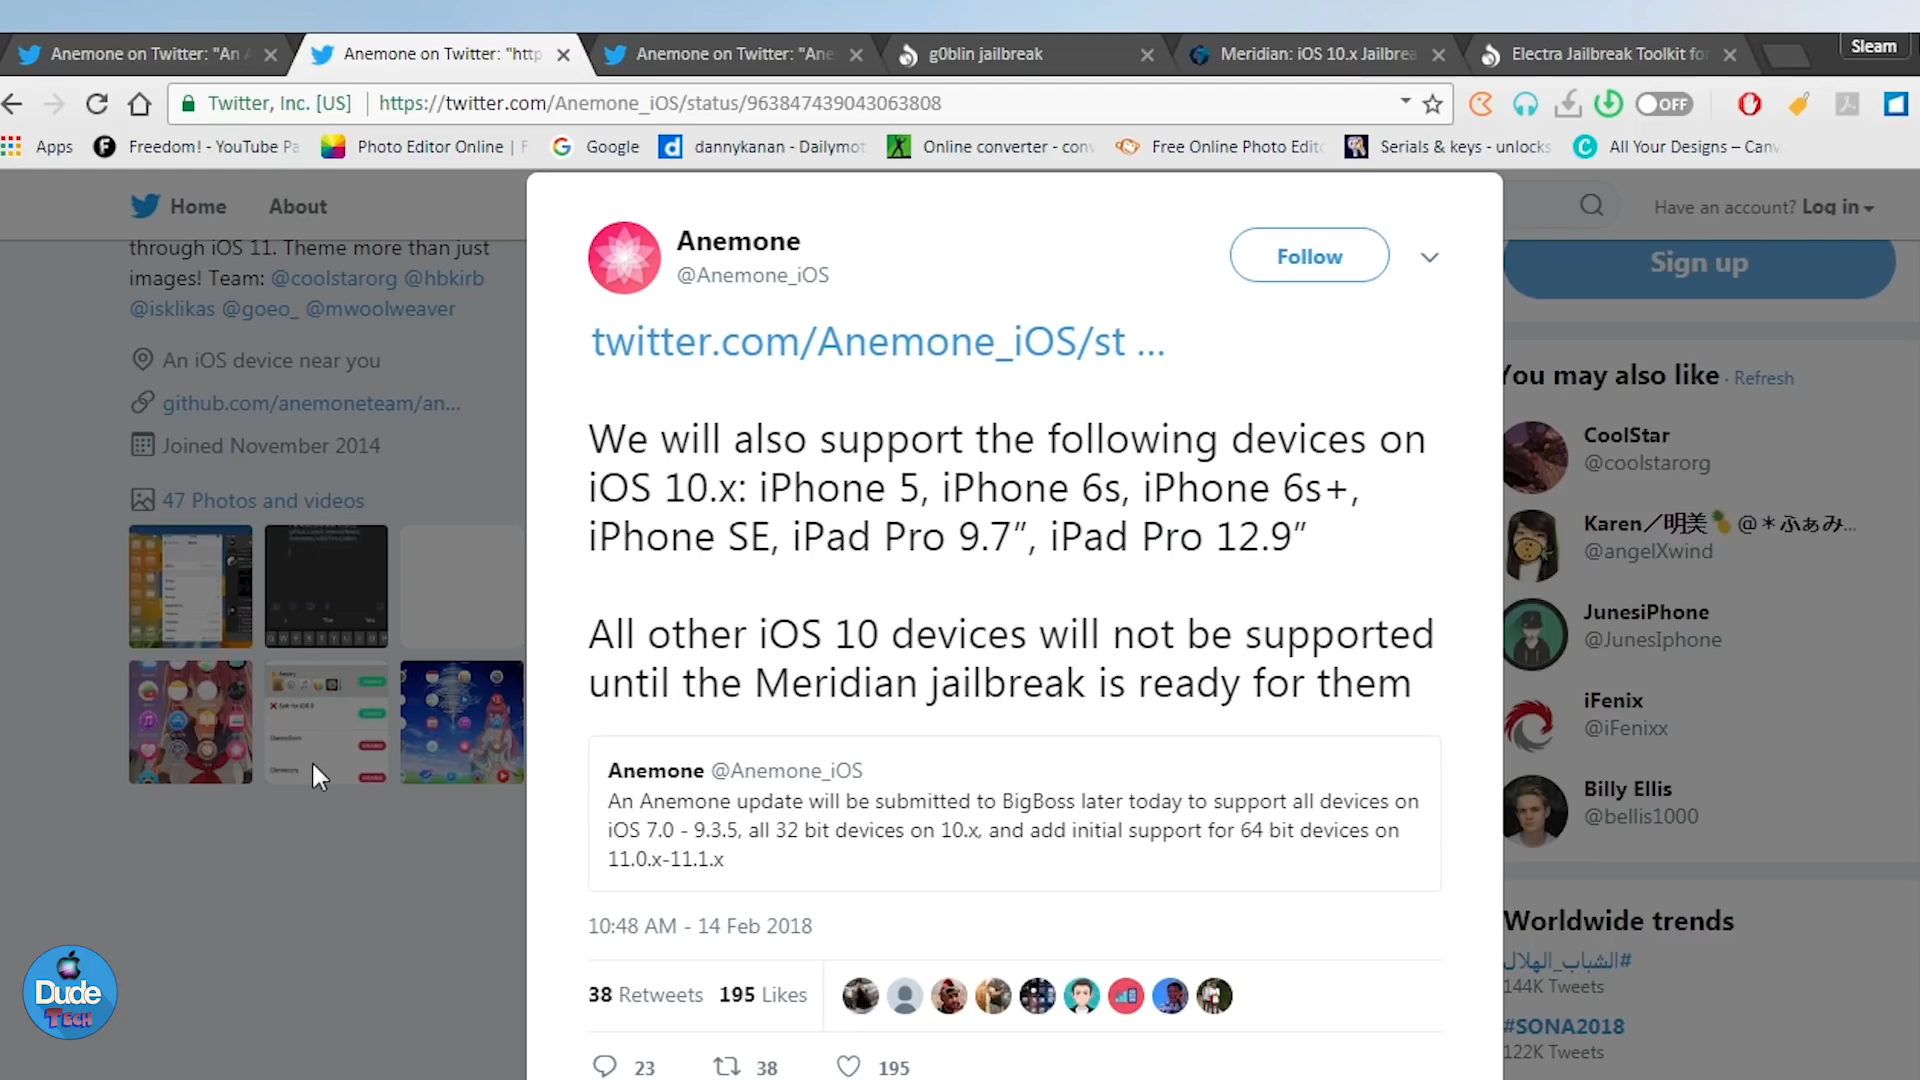 Anemone on Twitter: "An A
Anemone on Twitter: "http
Anemone on Twitter: "Ane
g0blin jailbreak
Meridian: iOS 10.x Jailbrea
Electra Jailbreak Toolkit fo
Sleam
Twitter, Inc. [US]
https://twitter.com/Anemone_iOS/status/963847439043063808
OFF
Apps
Freedom! - YouTube Pa
Photo Editor Online | F
Google
dannykanan - Dailymot
Online converter - con
Free Online Photo Edit
Serials & keys - unlocks
All Your Designs – Canv
Home
About
Have an account? Log in
through iOS 11. Theme more than just
images! Team: @coolstarorg @hbkirb
@isklikas @goeo_ @mwoolweaver
An iOS device near you
github.com/anemoneteam/an...
Joined November 2014
47 Photos and videos
Anemone
@Anemone_iOS
Follow
twitter.com/Anemone_iOS/st ...
We will also support the following devices on
iOS 10.x: iPhone 5, iPhone 6s, iPhone 6s+,
iPhone SE, iPad Pro 9.7”, iPad Pro 12.9”
All other iOS 10 devices will not be supported
until the Meridian jailbreak is ready for them
Anemone @Anemone_iOS
An Anemone update will be submitted to BigBoss later today to support all devices on
iOS 7.0 - 9.3.5, all 32 bit devices on 10.x, and add initial support for 64 bit devices on
11.0.x-11.1.x
10:48 AM - 14 Feb 2018
38 Retweets 195 Likes
23
38
195
Sign up
You may also like · Refresh
CoolStar
@coolstarorg
Karen／明美🍍@＊ふぁみ...
@angelXwind
JunesiPhone
@JunesIphone
iFenix
@iFenixx
Billy Ellis
@bellis1000
Worldwide trends
#الشباب_الهلال
144K Tweets
#SONA2018
122K Tweets
Dude
TECH